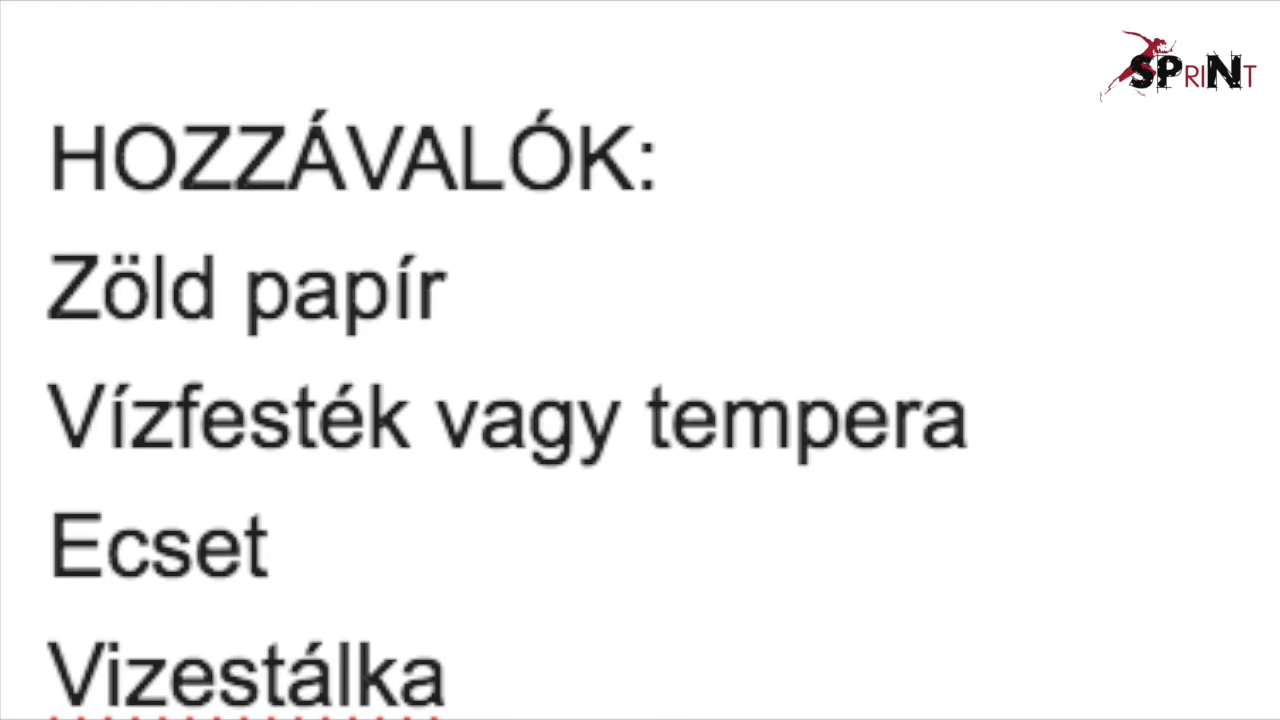 SPRINT
HOZZÁVALÓK:
Zöld papír
Vízfesték vagy tempera
Ecset
Vizestálka